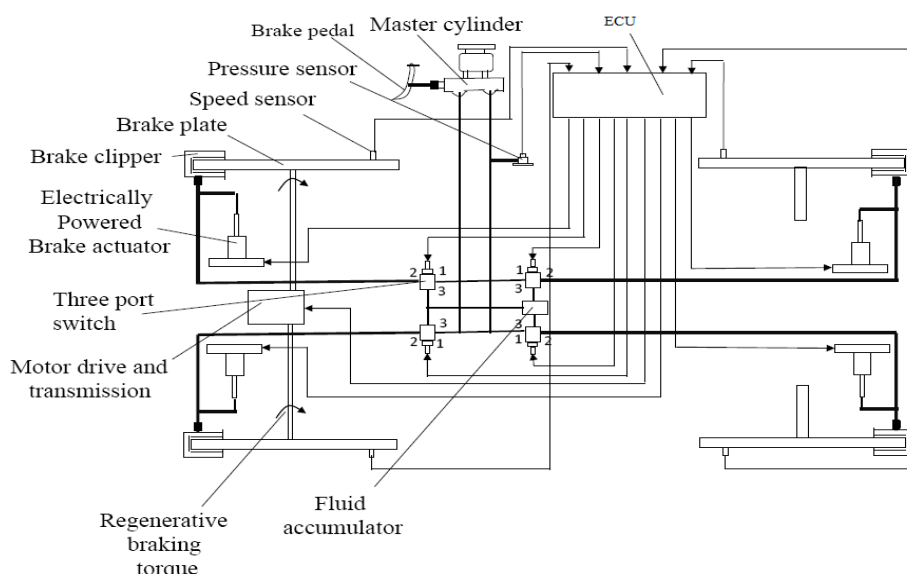 Brake pedal
Master cylinder
ECU
Pressure sensor
Speed sensor
Brake plate
Brake clipper
Electrically
Powered
Brake actuator
2 1
3
1 2
3
Three port
switch
3
2 1
3
1 2
Motor drive and
transmission
Regenerative
braking
torque
Fluid
accumulator